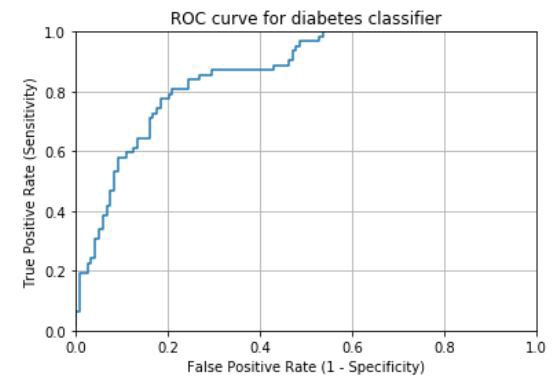 ROC curve for diabetes classifier
1.0
0.8
0.6
0.4
0.2
0.0
True Positive Rate (Sensitivity)
0.0 0.2 0.4 0.6 0.8 1.0
False Positive Rate (1 - Specificity)